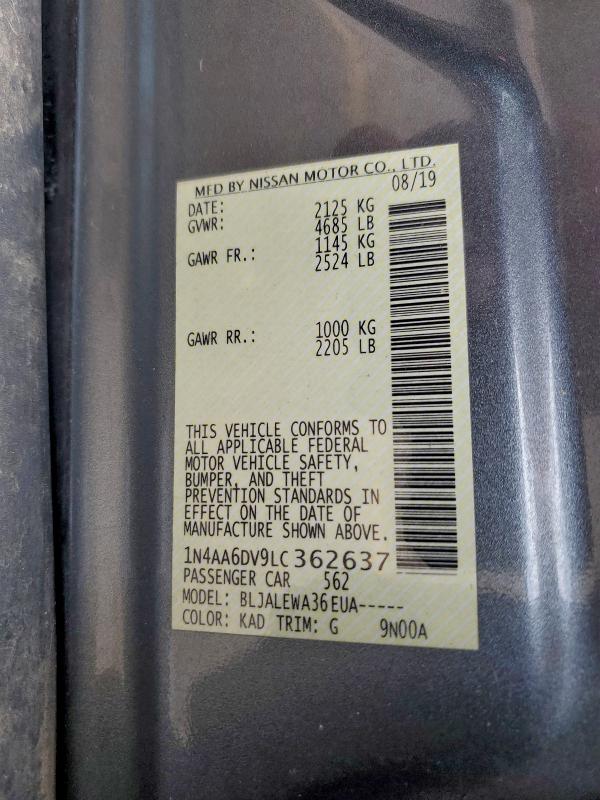 MFD BY NISSAN MOTOR CO., LTD.
DATE: 08/19
GVWR: 2125 KG
4685 LB
GAWR FR.: 1145 KG
2524 LB
GAWR RR.: 1000 KG
2205 LB
THIS VEHICLE CONFORMS TO
ALL APPLICABLE FEDERAL
MOTOR VEHICLE SAFETY,
BUMPER, AND THEFT
PREVENTION STANDARDS IN
EFFECT ON THE DATE OF
MANUFACTURE SHOWN ABOVE.
1N4AA6DV9LC362637
PASSENGER CAR 562
MODEL: BLJALEWA36EUA-----
COLOR: KAD TRIM: G 9N00A